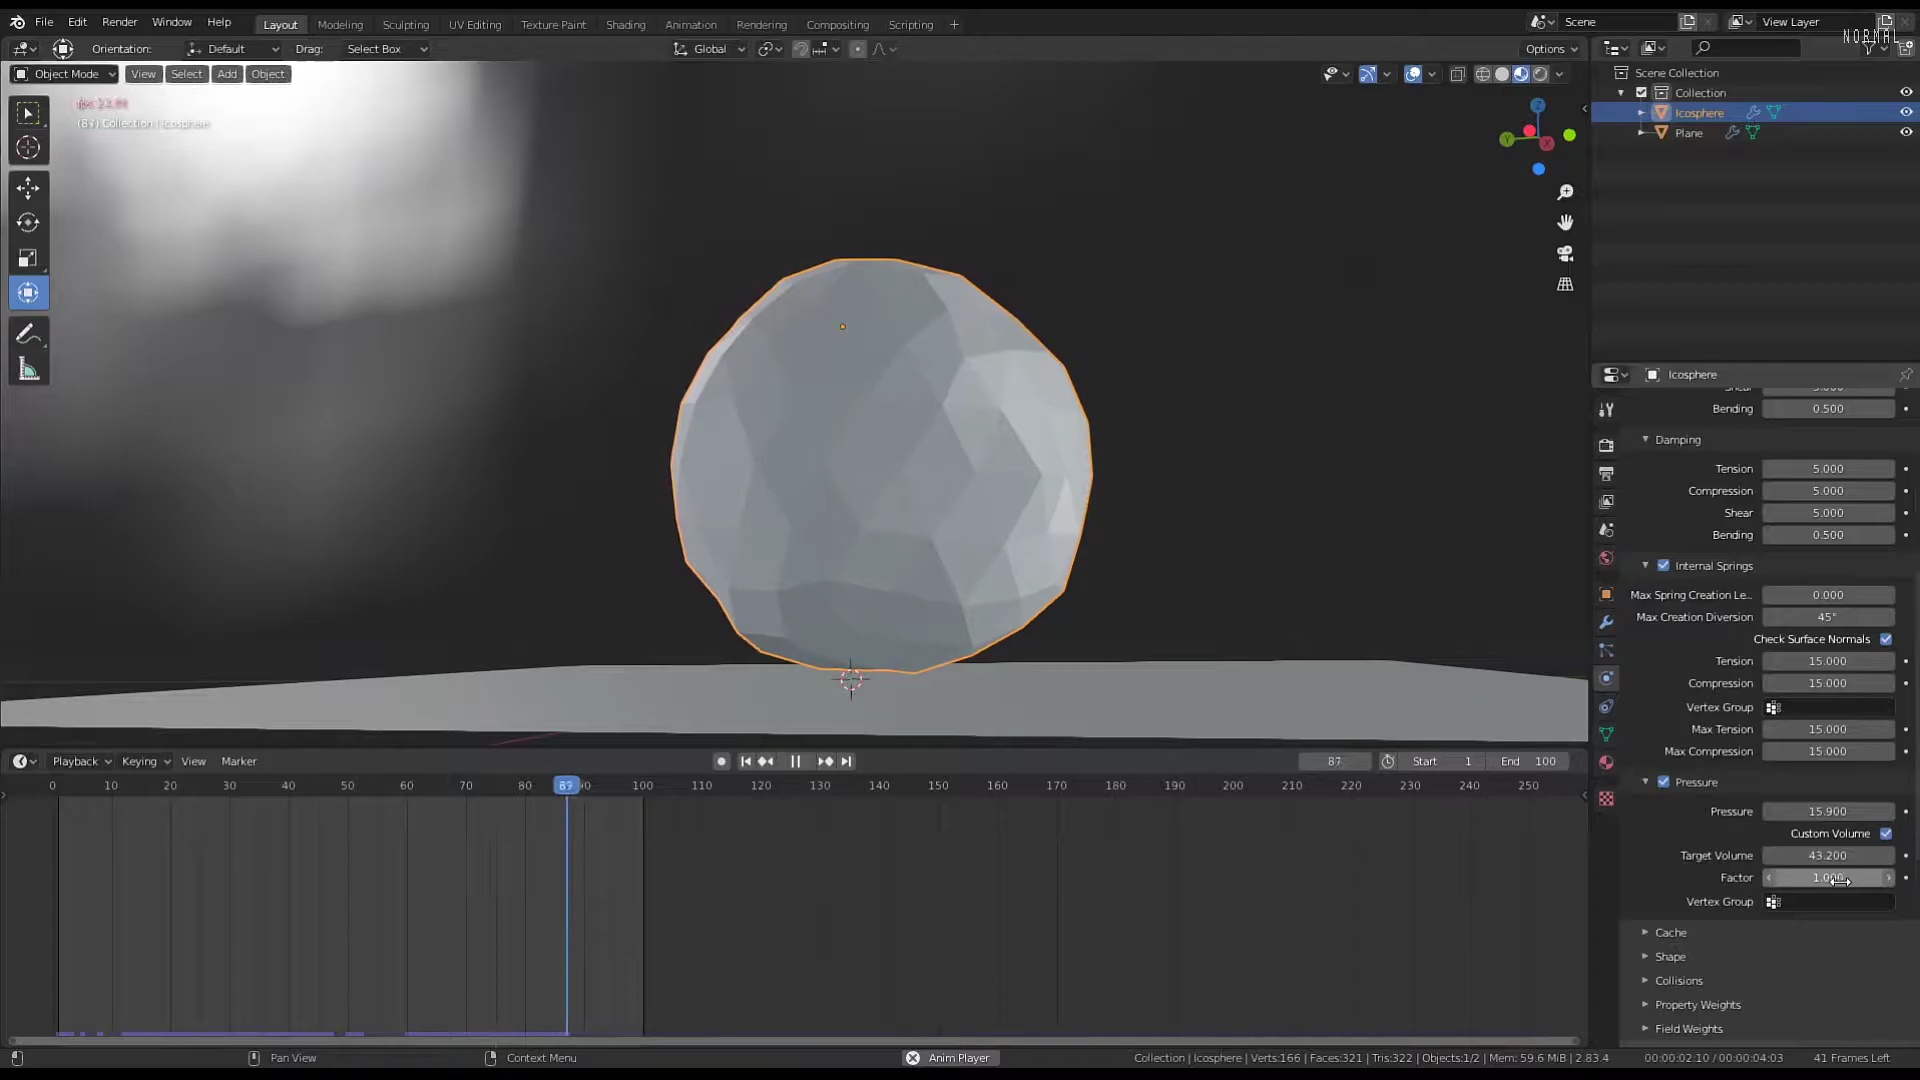 File Edit Render Window Help Layout Modeling Sculpting UV Editing Texture Paint Shading Animation Rendering Compositing Scripting + Scene View Layer
NORMAL
Orientation: Default Drag: Select Box Global Options
Object Mode View Select Add Object
(89) Collection | Icosphere
Scene Collection
Collection
Icosphere
Plane
Icosphere
Bending 0.500
Damping
Tension 5.000
Compression 5.000
Shear 5.000
Bending 0.500
Internal Springs
Max Spring Creation Le... 0.000
Max Creation Diversion 45°
Check Surface Normals
Tension 15.000
Compression 15.000
Vertex Group
Max Tension 15.000
Max Compression 15.000
Pressure
Pressure 15.900
Custom Volume
Target Volume 43.200
Factor 1.000
Vertex Group
Cache
Shape
Collisions
Property Weights
Field Weights
Playback Keying View Marker 87 Start 1 End 100
0 10 20 30 40 50 60 70 80 89 100 110 120 130 140 150 160 170 180 190 200 210 220 230 240 250
Pan View Context Menu Anim Player Collection | Icosphere | Verts:166 | Faces:321 | Tris:322 | Objects:1/2 | Mem: 59.6 MiB | 2.83.4 00:00:02:10 / 00:00:04:03 41 Frames Left